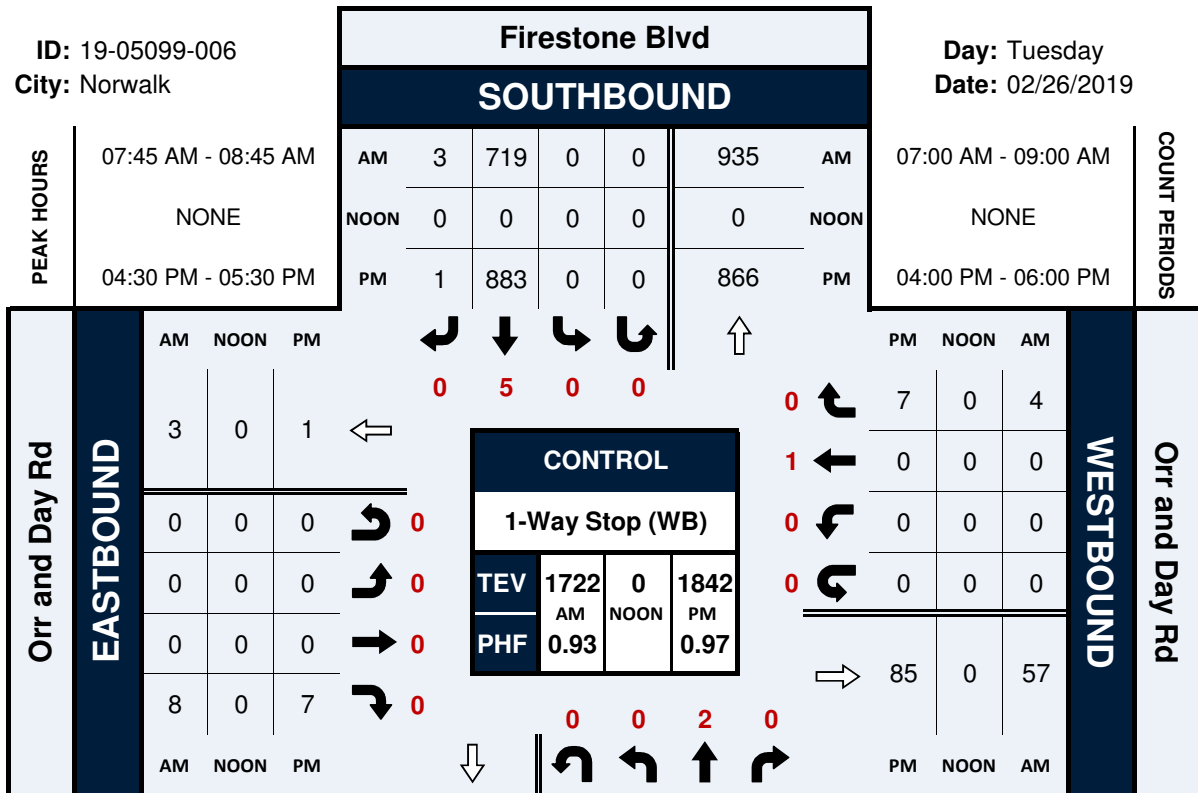 Firestone Blvd
ID: 19-05099-006
Day: Tuesday
City: Norwalk
Date: 02/26/2019
SOUTHBOUND
PEAK HOURS
07:45 AM - 08:45 AM
NONE
04:30 PM - 05:30 PM
AM 3 719 0 0 935 AM
NOON 0 0 0 0 0 NOON
PM 1 883 0 0 866 PM
07:00 AM - 09:00 AM
NONE
04:00 PM - 06:00 PM
COUNT PERIODS
0 5 0 0
Orr and Day Rd
EASTBOUND
AM NOON PM
3 0 1
0 0 0 0
0 0 0 0
0 0 0 0
8 0 7 0
AM NOON PM
CONTROL
1-Way Stop (WB)
TEV 1722 0 1842
AM NOON PM
PHF 0.93 0.97
PM NOON AM
0 7 0 4
1 0 0 0
0 0 0 0
0 0 0 0
85 0 57
PM NOON AM
WESTBOUND
Orr and Day Rd
0 0 2 0